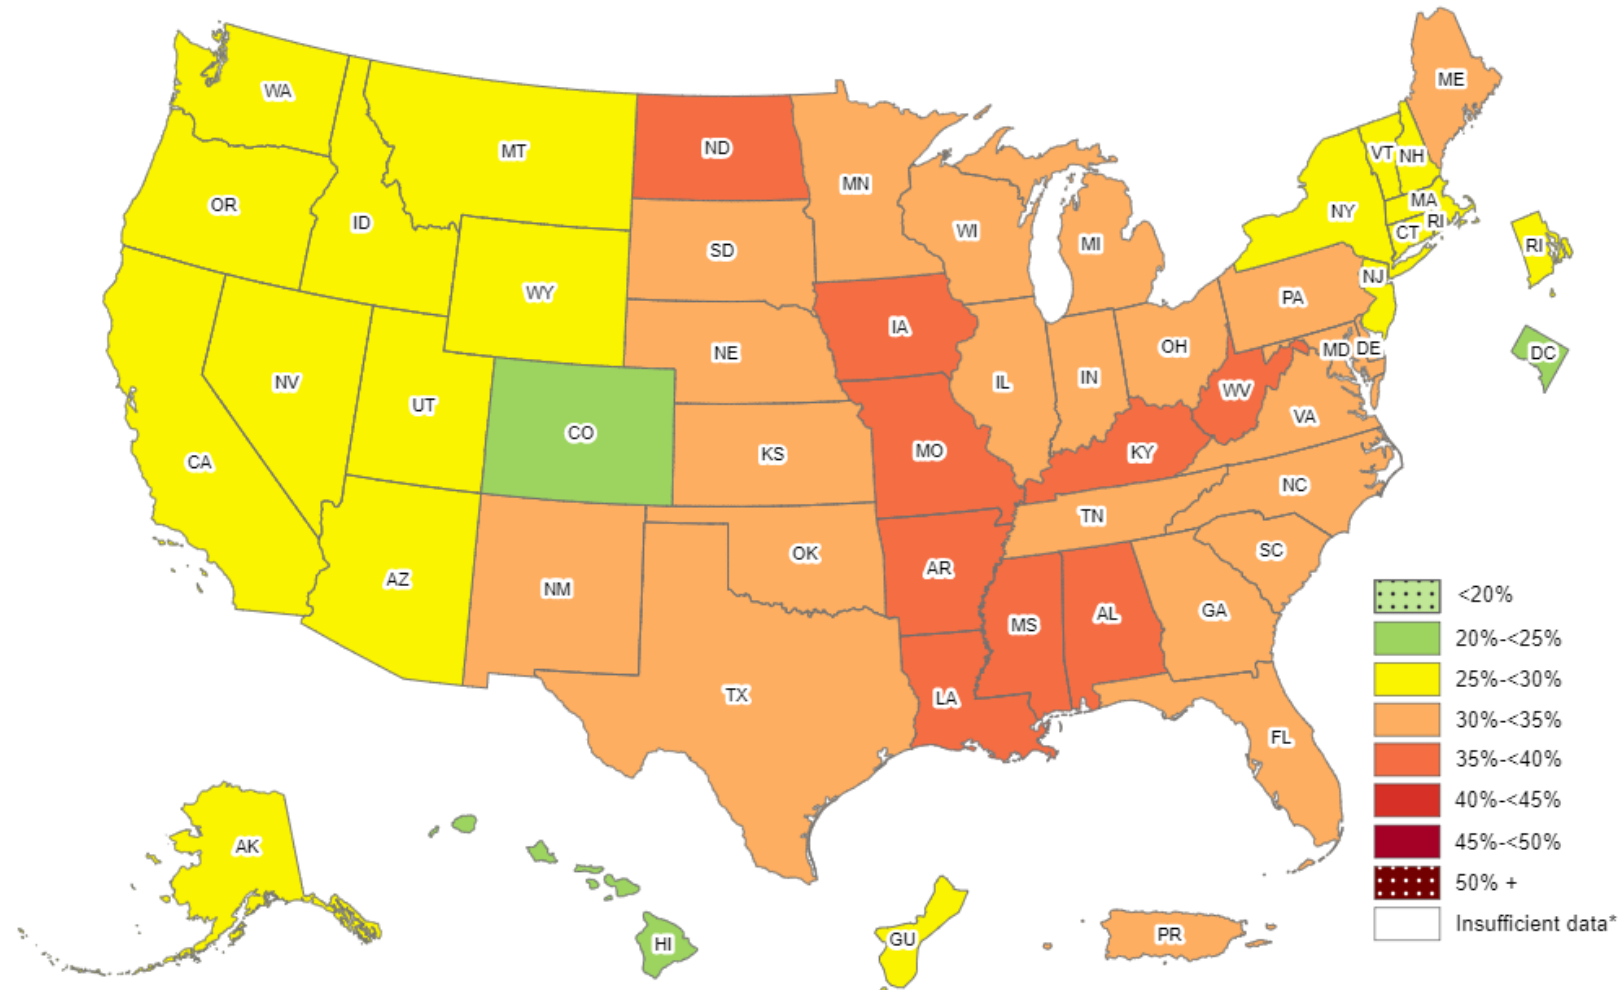 ME
WA
MT
ND
MN
VT
NH
OR
ID
MA
NY
RI
CT
WI
MI
SD
RI
NJ
WY
PA
IA
NE
OH
MD
DE
DC
NV
IL
IN
WV
UT
VA
CO
KS
MO
KY
CA
NC
TN
OK
SC
AR
AZ
NM
<20%
GA
AL
MS
20%-<25%
25%-<30%
TX
LA
30%-<35%
FL
35%-<40%
40%-<45%
AK
45%-<50%
50% +
Insufficient data*
PR
GU
HI